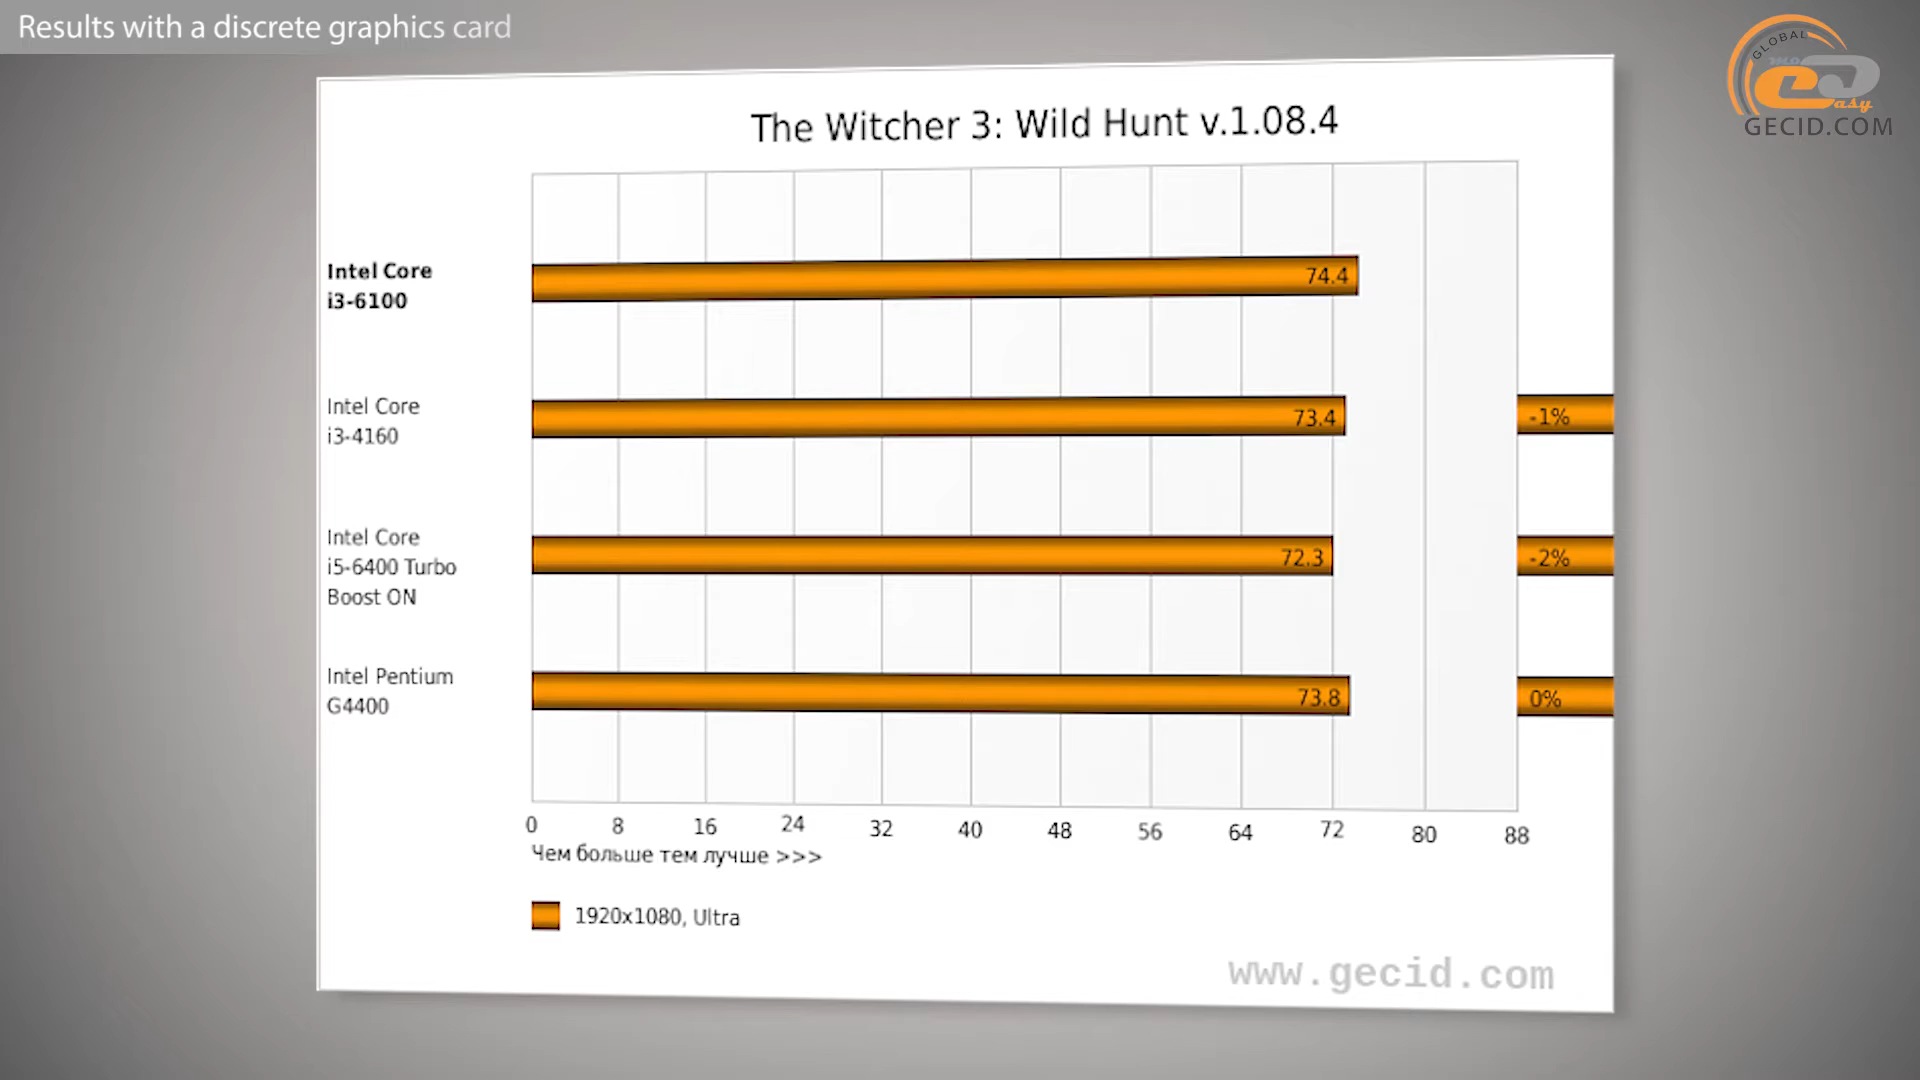 Results with a discrete graphics card
GLOBAL
easy
GECID.COM
The Witcher 3: Wild Hunt v.1.08.4
Intel Core
i3-6100
74.4
Intel Core
i3-4160
73.4
-1%
Intel Core
i5-6400 Turbo
Boost ON
72.3
-2%
Intel Pentium
G4400
73.8
0%
0 8 16 24 32 40 48 56 64 72 80 88
Чем больше тем лучше >>>
1920x1080, Ultra
www.gecid.com